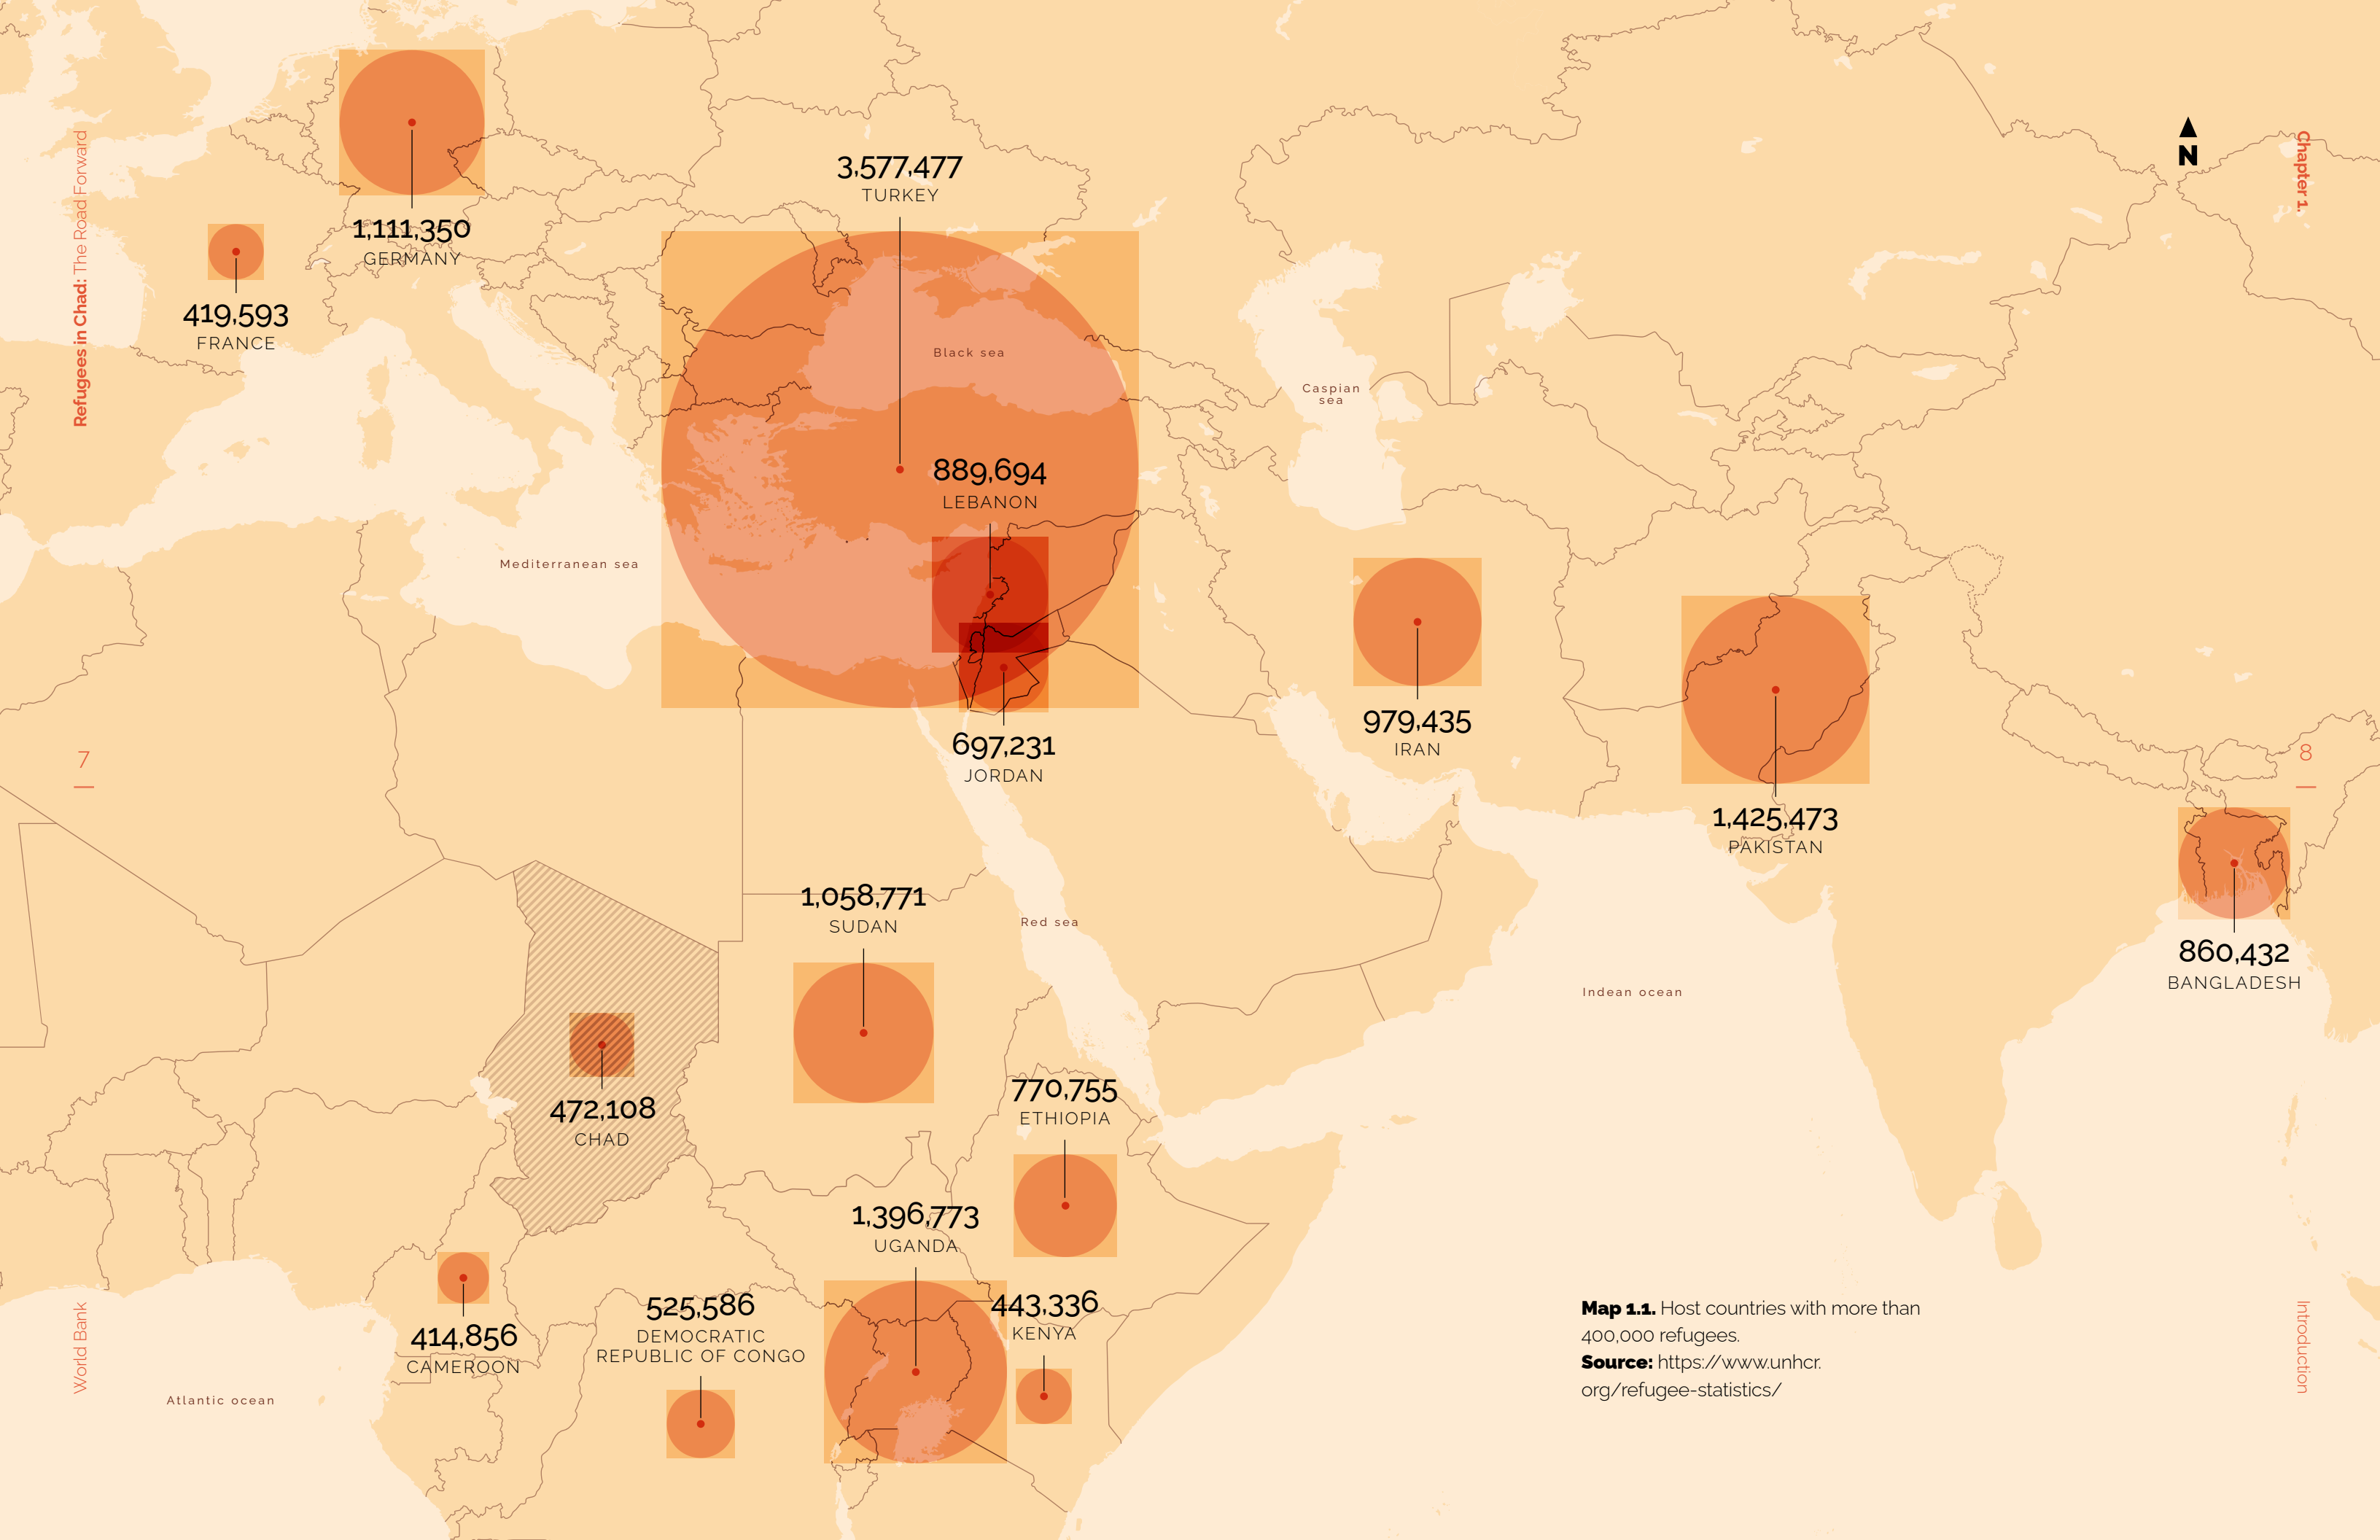 Refugees in Chad: The Road Forward
7
World Bank
1,111,350
GERMANY
419,593
FRANCE
3,577,477
TURKEY
Black sea
889,694
LEBANON
Caspian
sea
Mediterranean sea
697,231
JORDAN
979,435
IRAN
1,425,473
PAKISTAN
860,432
BANGLADESH
1,058,771
SUDAN
Red sea
Indean ocean
472,108
CHAD
770,755
ETHIOPIA
1,396,773
UGANDA
443,336
KENYA
525,586
DEMOCRATIC
REPUBLIC OF CONGO
414,856
CAMEROON
Atlantic ocean
Map 1.1. Host countries with more than
400,000 refugees.
Source: https://www.unhcr.
org/refugee-statistics/
N
Chapter 1.
8
Introduction